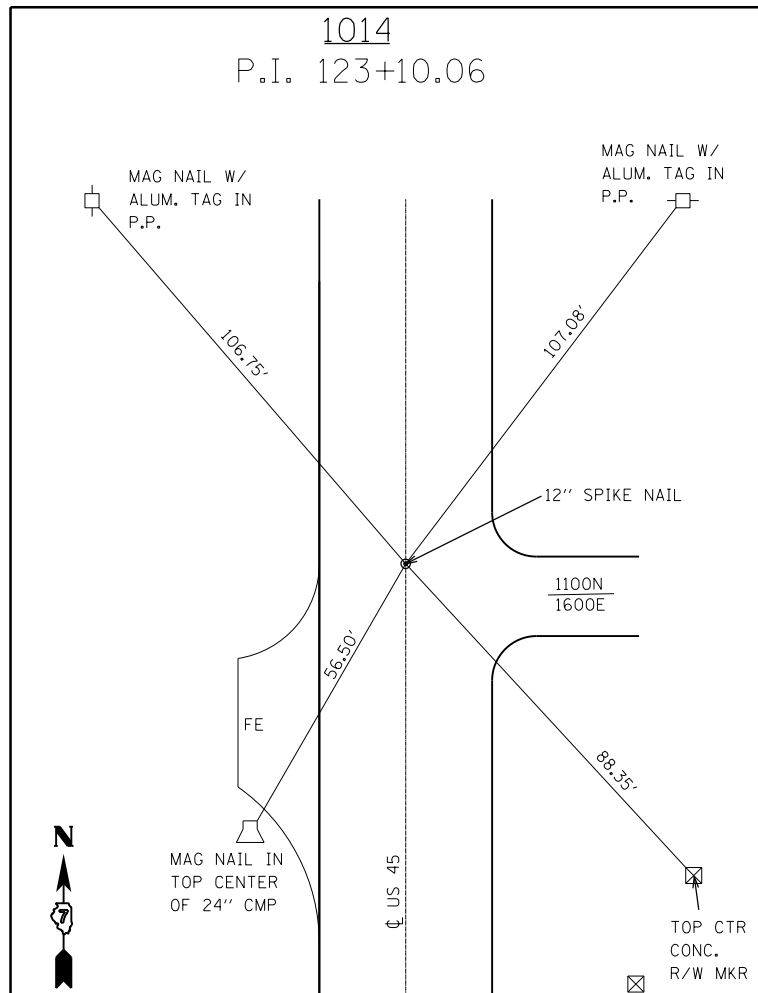 1014
P.I. 123+10.06
MAG NAIL W/
ALUM. TAG IN
P.P.
MAG NAIL W/
ALUM. TAG IN
P.P.
106.75'
107.08'
12'' SPIKE NAIL
1100N
1600E
56.50'
FE
88.35'
N
7
MAG NAIL IN
TOP CENTER
OF 24'' CMP
℄ US 45
TOP CTR
CONC.
R/W MKR